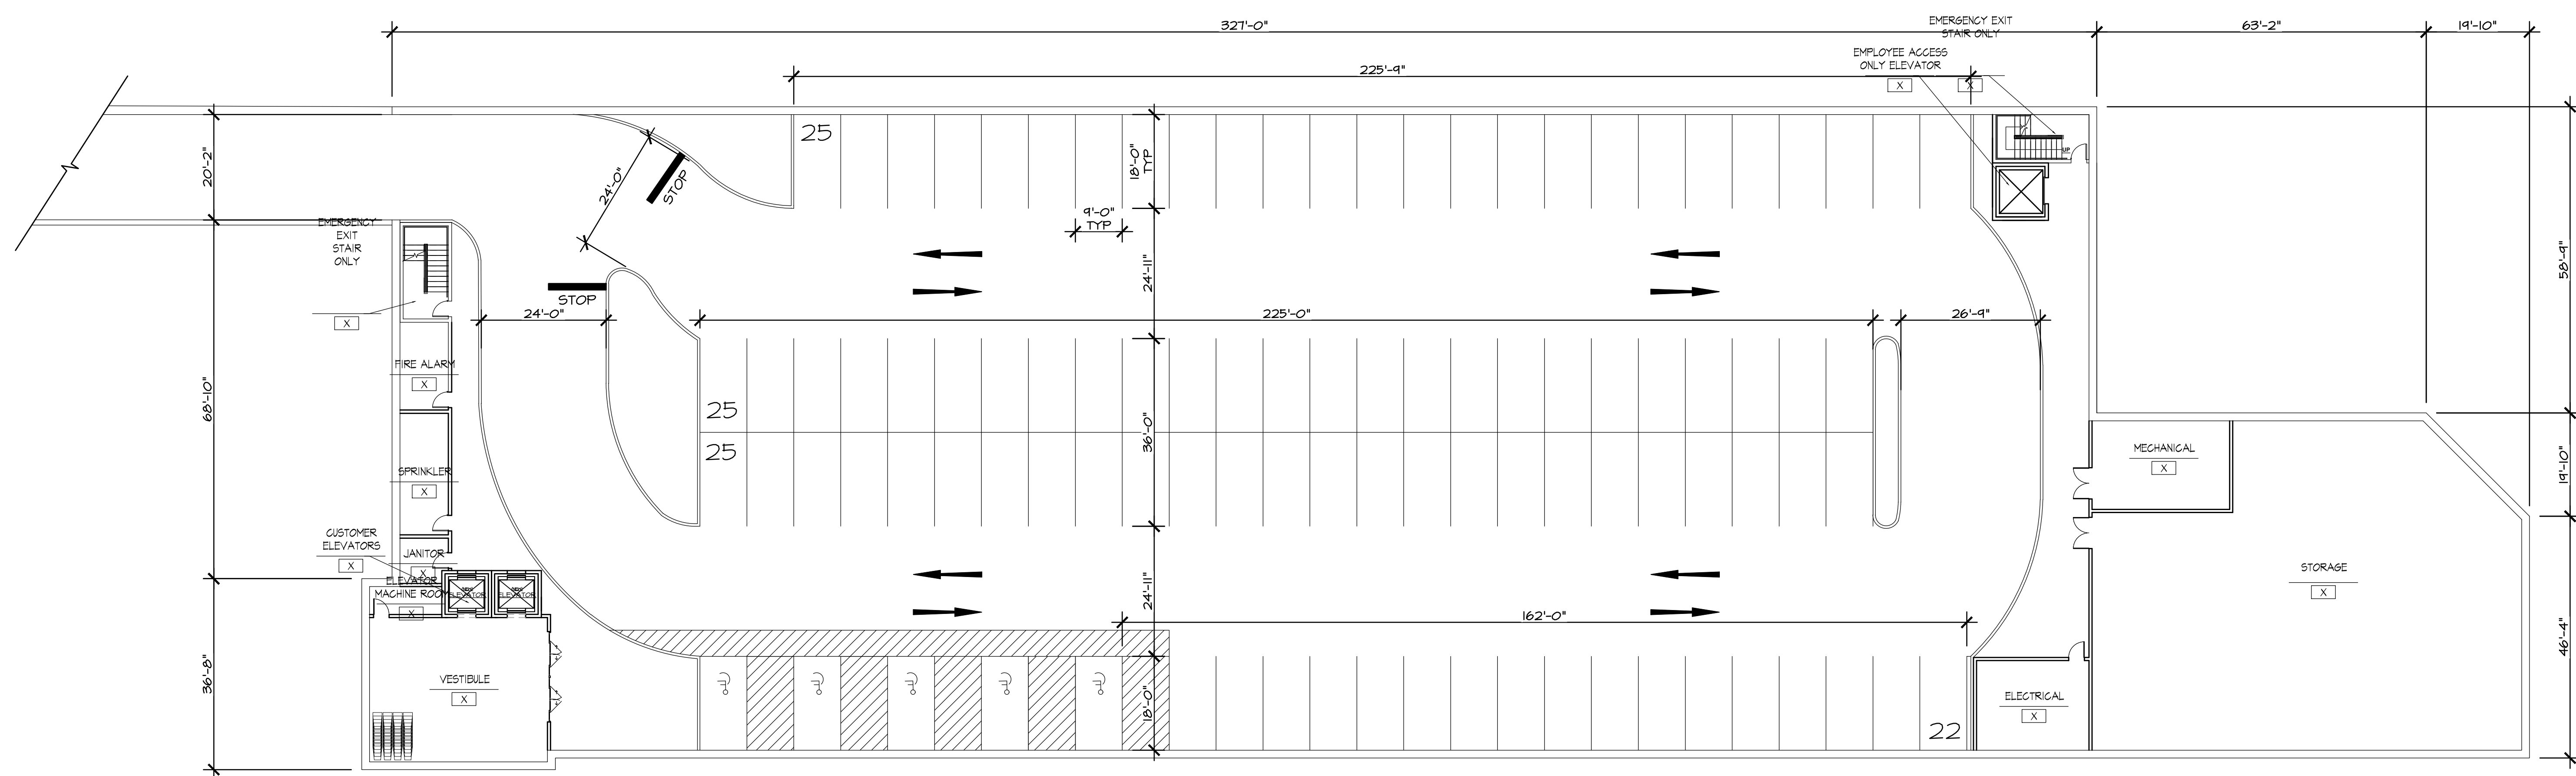 327'-0"
EMERGENCY EXIT
STAIR ONLY
63'-2"
19'-10"
EMPLOYEE ACCESS
ONLY ELEVATOR
X
X
225'-9"
25
18'-0"
TYP
20'-2"
24'-0"
STOP
UP
9'-0"
TYP
EMERGENCY
EXIT
STAIR
ONLY
X
24'-11"
58'-9"
STOP
24'-0"
225'-0"
26'-9"
FIRE ALARM
X
68'-10"
25
25
36'-0"
MECHANICAL
X
19'-10"
SPRINKLER
X
CUSTOMER
ELEVATORS
X
JANITOR
X
ELEVATOR
MACHINE ROOM
X
ELEVATOR
ELEVATOR
24'-11"
STORAGE
X
162'-0"
46'-4"
36'-8"
VESTIBULE
X
18'-0"
22
ELECTRICAL
X